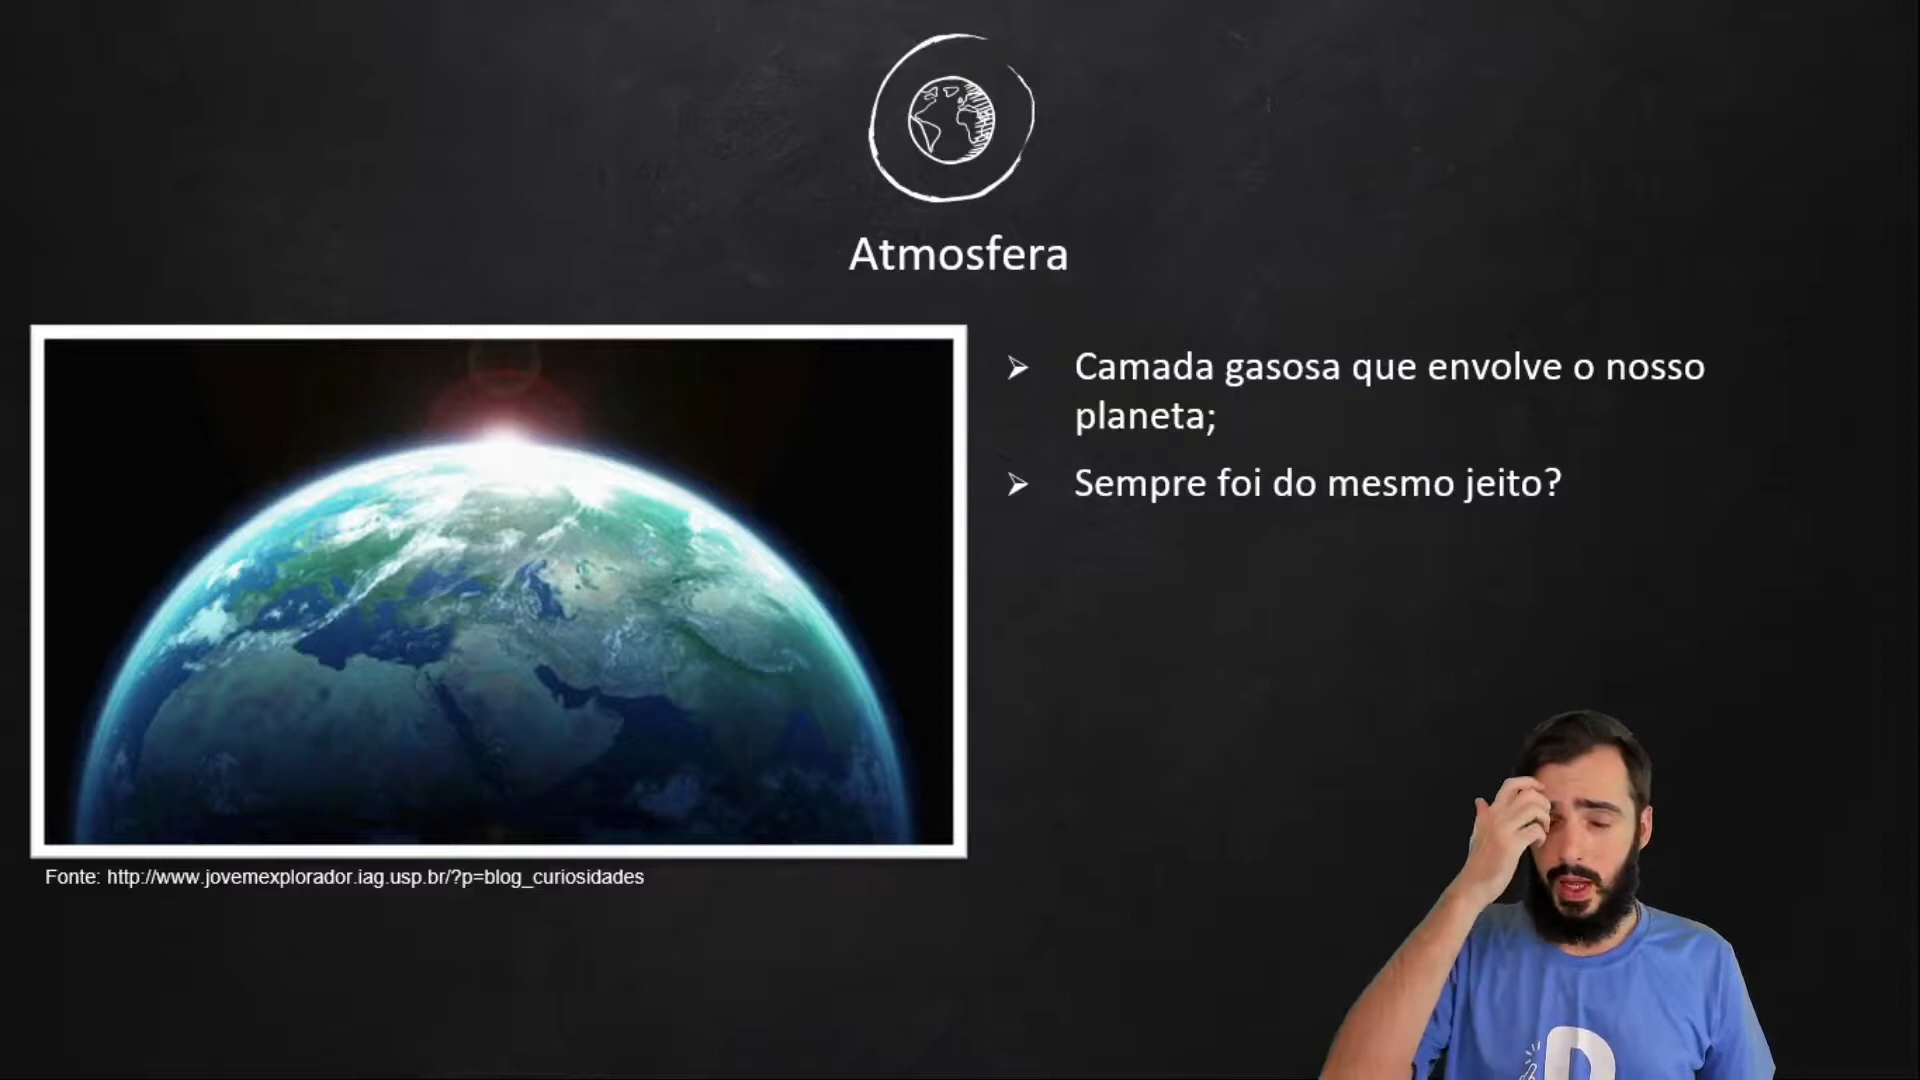 Atmosfera
Camada gasosa que envolve o nosso
planeta;
Sempre foi do mesmo jeito?
Fonte: http://www.jovemexplorador.iag.usp.br/?p=blog_curiosidades